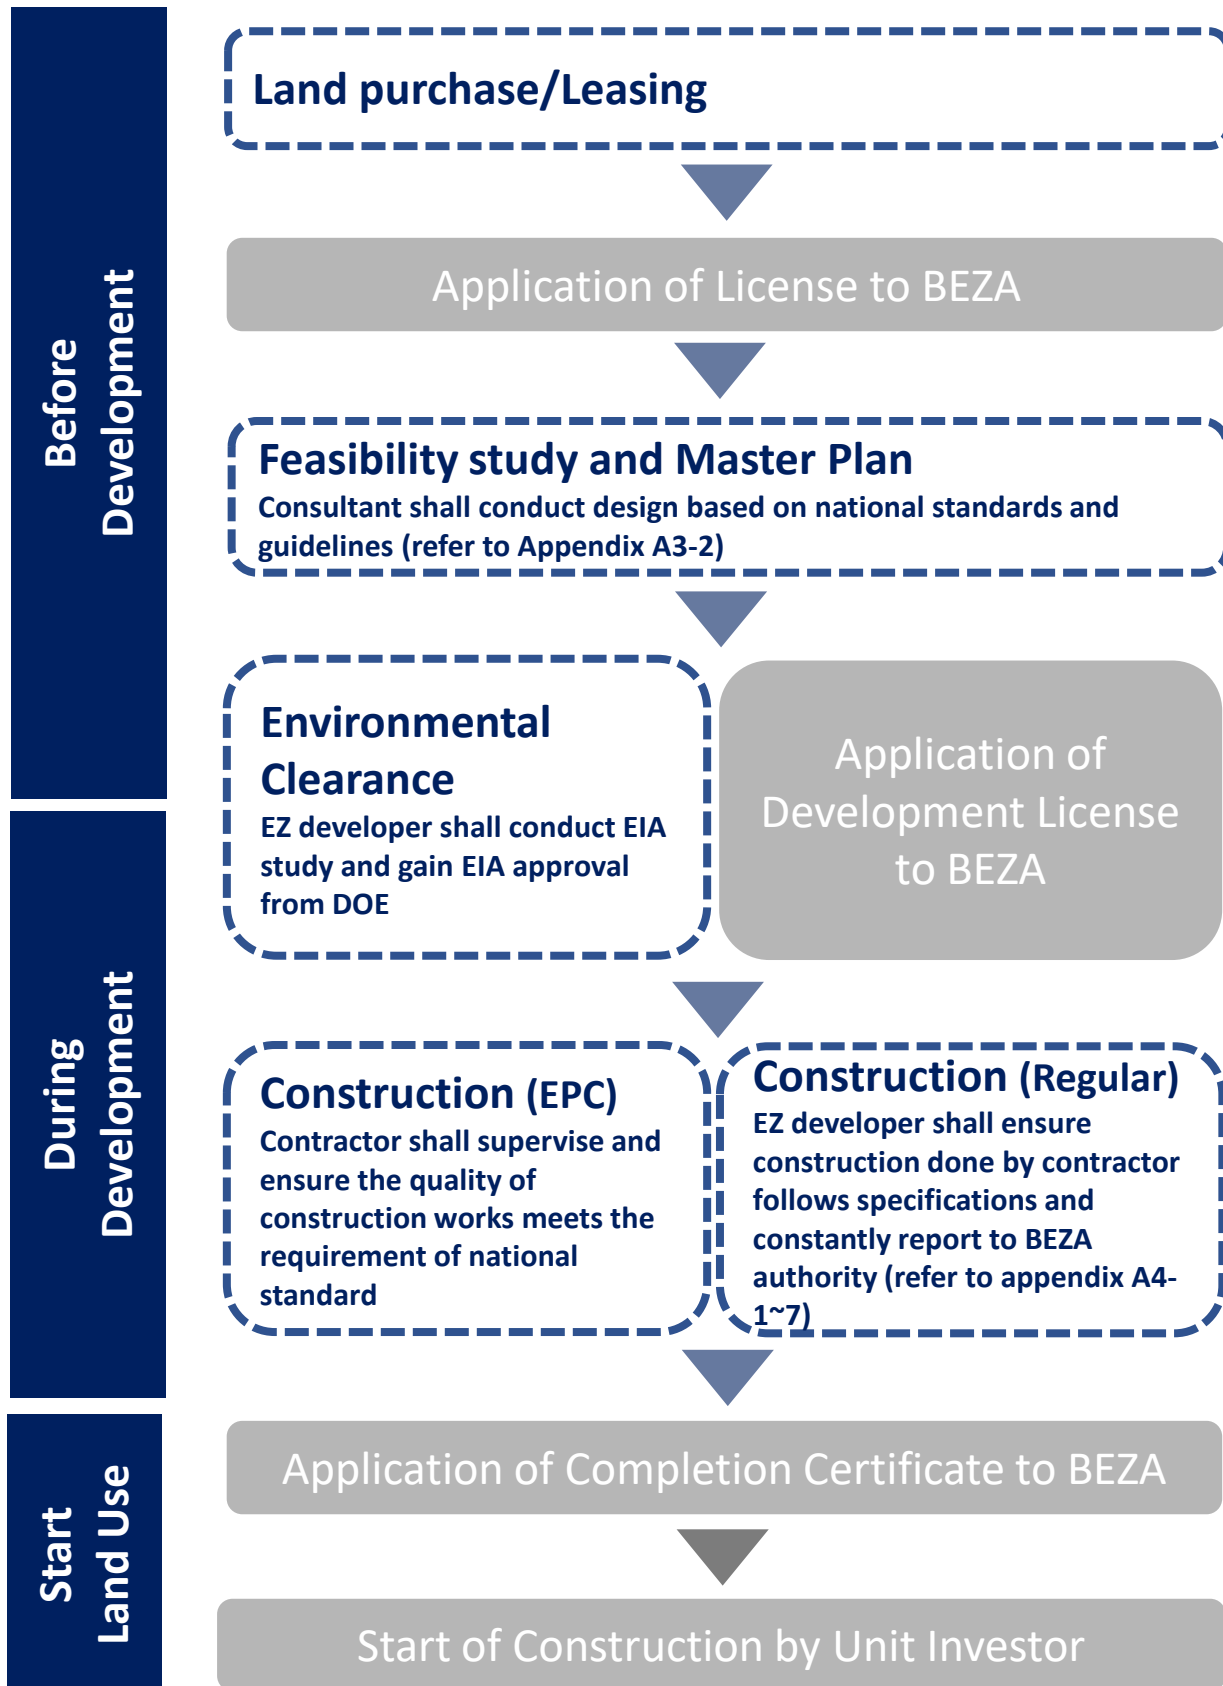 Before
Development
Land purchase/Leasing
Application of License to BEZA
Feasibility study and Master Plan
Consultant shall conduct design based on national standards and
guidelines (refer to Appendix A3-2)
Environmental
Clearance
EZ developer shall conduct EIA
study and gain EIA approval
from DOE
Application of
Development License
to BEZA
During
Development
Construction (EPC)
Contractor shall supervise and
ensure the quality of
construction works meets the
requirement of national
standard
Construction (Regular)
EZ developer shall ensure
construction done by contractor
follows specifications and
constantly report to BEZA
authority (refer to appendix A4-
1~7)
Start
Land Use
Application of Completion Certificate to BEZA
Start of Construction by Unit Investor